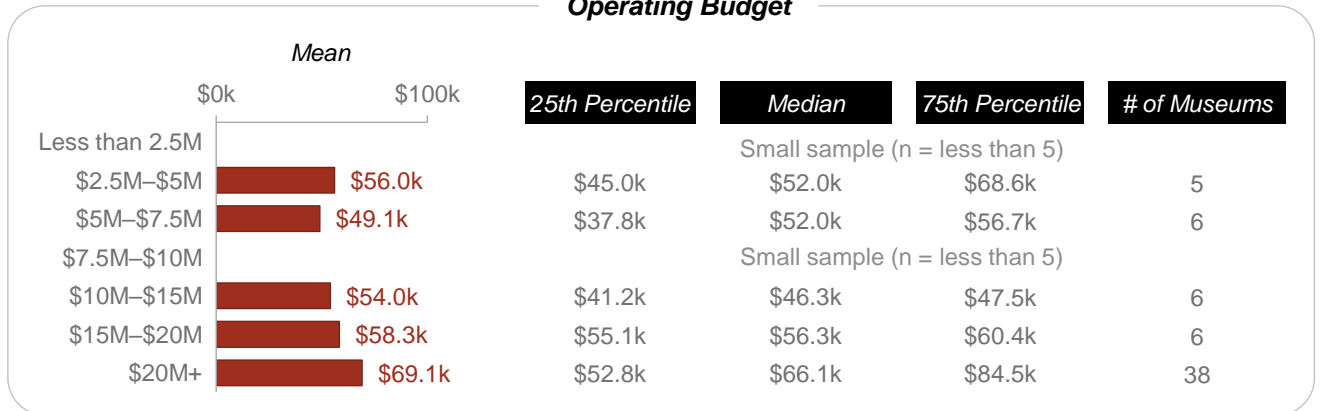 Operating Budget
Mean
$0k $100k 25th Percentile Median 75th Percentile # of Museums
Less than 2.5M Small sample (n = less than 5)
$2.5M–$5M $56.0k $45.0k $52.0k $68.6k 5
$5M–$7.5M $49.1k $37.8k $52.0k $56.7k 6
$7.5M–$10M Small sample (n = less than 5)
$10M–$15M $54.0k $41.2k $46.3k $47.5k 6
$15M–$20M $58.3k $55.1k $56.3k $60.4k 6
$20M+ $69.1k $52.8k $66.1k $84.5k 38